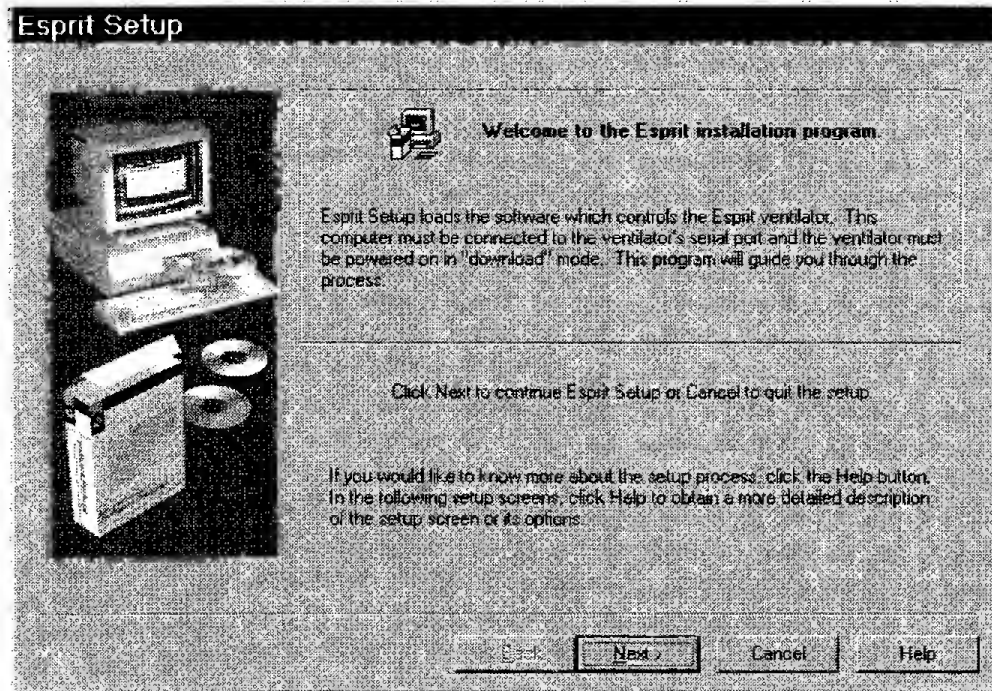 Esprit Setup
Welcome to the Esprit installation program
Esprit Setup loads the software which controls the Esprit ventilator. This
computer must be connected to the ventilator's serial port and the ventilator must
be powered on in "download" mode. This program will guide you through the
process.
Click Next to continue Esprit Setup or Cancel to quit the setup.
If you would like to know more about the setup process, click the Help button.
In the following setup screens, click Help to obtain a more detailed description
of the setup screen or its options.
Back
Next >
Cancel
Help